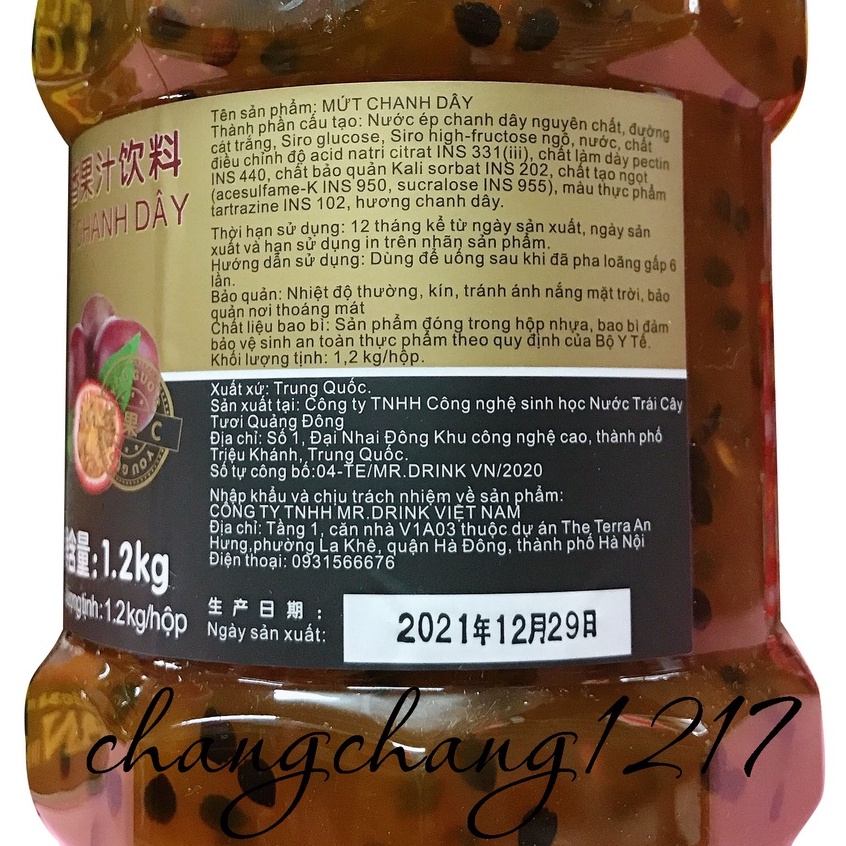 果汁饮料
CHANH DÂY
Tên sản phẩm: MỨT CHANH DÂY
Thành phần cấu tạo: Nước ép chanh dây nguyên chất, đường
cát trắng, Siro glucose, Siro high-fructose ngô, nước, chất
điều chỉnh độ acid natri citrat INS 331(iii), chất làm dày pectin
INS 440, chất bảo quản Kali sorbat INS 202, chất tạo ngọt
(acesulfame-K INS 950, sucralose INS 955), màu thực phẩm
tartrazine INS 102, hương chanh dây.
Thời hạn sử dụng: 12 tháng kể từ ngày sản xuất, ngày sản
xuất và hạn sử dụng in trên nhãn sản phẩm.
Hướng dẫn sử dụng: Dùng để uống sau khi đã pha loãng gấp 6
lần.
Bảo quản: Nhiệt độ thường, kín, tránh ánh nắng mặt trời, bảo
quản nơi thoáng mát
Chất liệu bao bì: Sản phẩm đóng trong hộp nhựa, bao bì đảm
bảo vệ sinh an toàn thực phẩm theo quy định của Bộ Y Tế.
Khối lượng tịnh: 1,2 kg/hộp.
Xuất xứ: Trung Quốc.
Sản xuất tại: Công ty TNHH Công nghệ sinh học Nước Trái Cây
Tươi Quảng Đông
Địa chỉ: Số 1, Đại Nhai Đông Khu công nghệ cao, thành phố
Triệu Khánh, Trung Quốc.
Số tự công bố:04-TE/MR.DRINK VN/2020
Nhập khẩu và chịu trách nhiệm về sản phẩm:
CÔNG TY TNHH MR.DRINK VIỆT NAM
Địa chỉ: Tầng 1, căn nhà V1A03 thuộc dự án The Terra An
Hưng,phường La Khê, quận Hà Đông, thành phố Hà Nội
Điện thoại: 0931566676
果 C
YOU GUO
含量:1.2kg
tịnh:1.2kg/hộp
生产日期:
Ngày sản xuất:
2021年12月29日
changchang1217